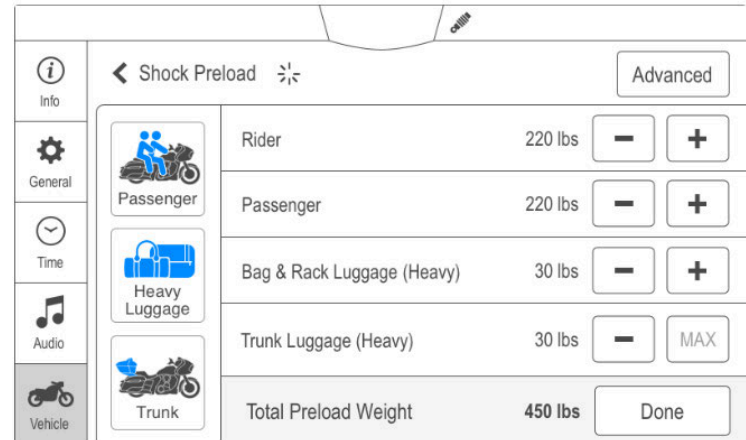 Info
Shock Preload
Advanced
General
Time
Audio
Vehicle
Passenger
Heavy
Luggage
Trunk
Rider 220 lbs - +
Passenger 220 lbs - +
Bag & Rack Luggage (Heavy) 30 lbs - +
Trunk Luggage (Heavy) 30 lbs - MAX
Total Preload Weight 450 lbs Done